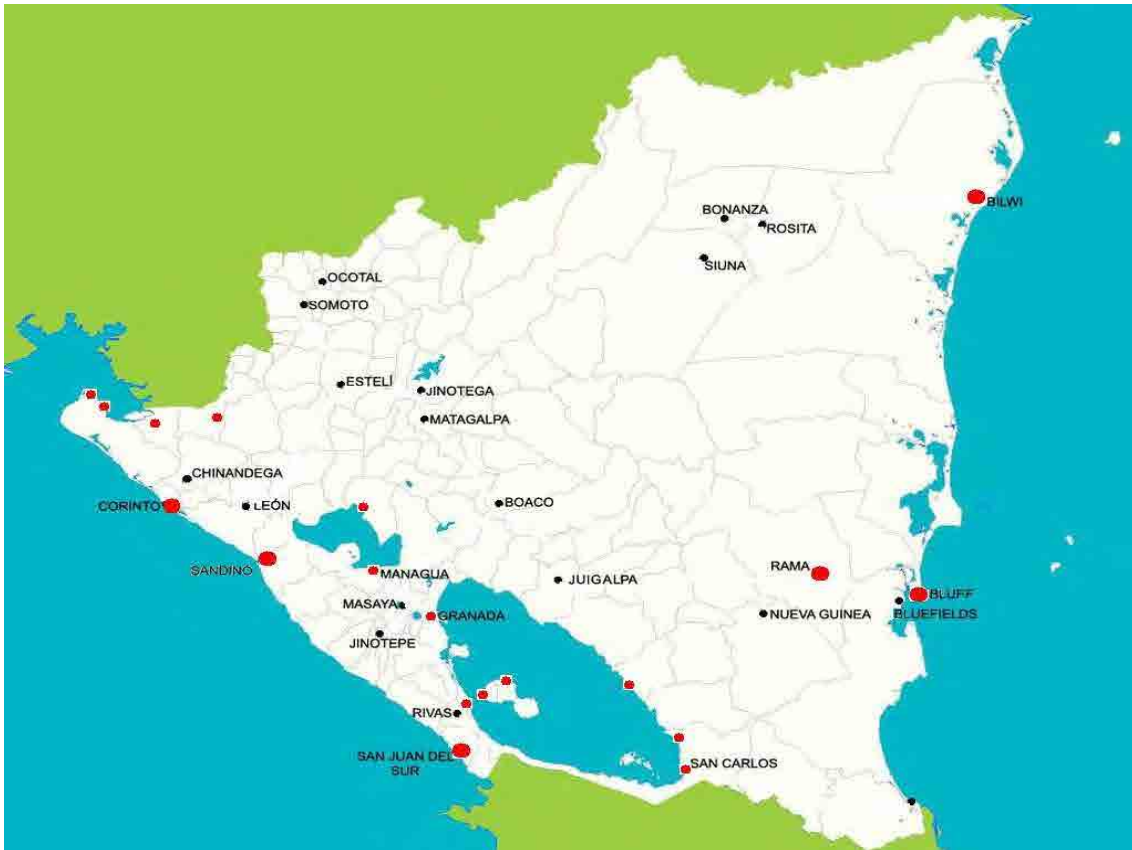 BILWI
BONANZA
ROSITA
SIUNA
OCOTAL
SOMOTO
ESTELÍ
JINOTEGA
MATAGALPA
CHINANDEGA
CORINTO
LEÓN
BOACO
SANDINO
MANAGUA
JUIGALPA
RAMA
MASAYA
GRANADA
BLUFF
NUEVA GUINEA
BLUEFIELDS
JINOTEPE
RIVAS
SAN JUAN DEL
SUR
SAN CARLOS